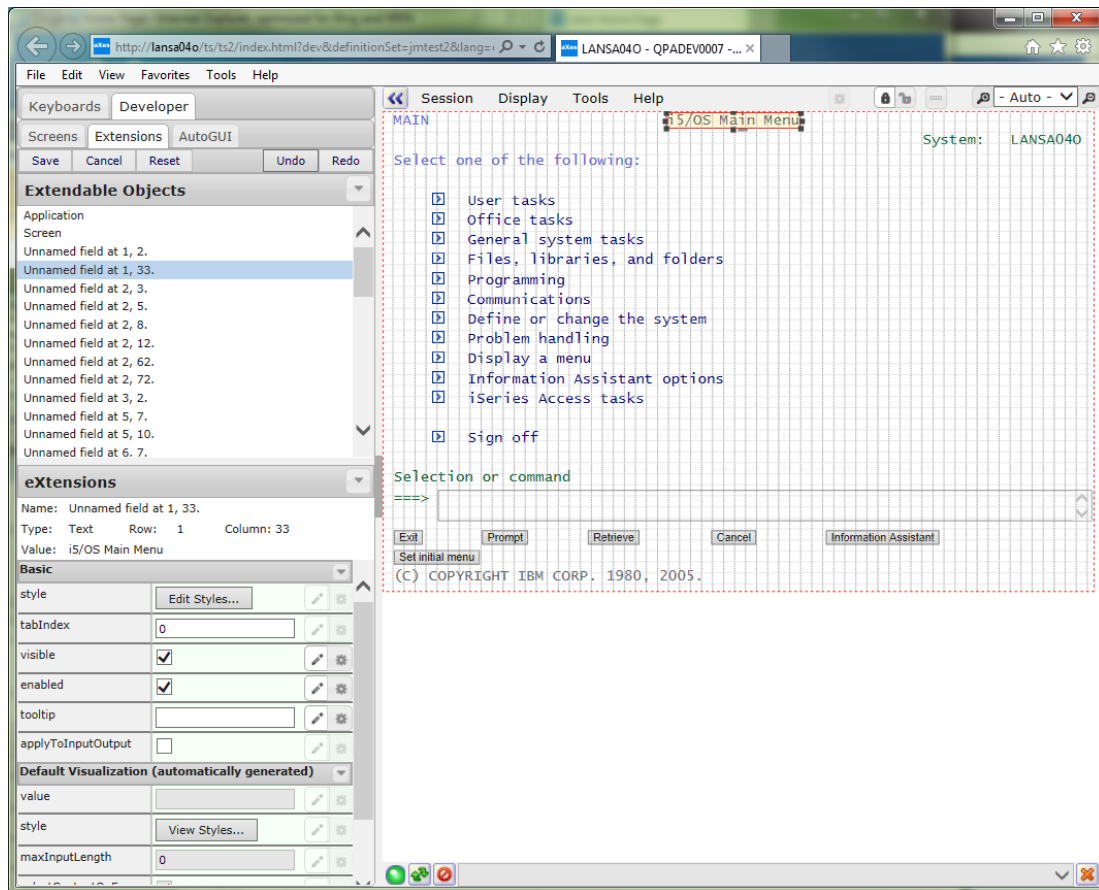 http://lansa04o/ts/ts2/index.html?dev&definitionSet=jmtest2&lang=
LANSA04O - QPADEV0007 -...
File Edit View Favorites Tools Help
Keyboards Developer
Screens Extensions AutoGUI
Save Cancel Reset Undo Redo
Extendable Objects
Application
Screen
Unnamed field at 1, 2.
Unnamed field at 1, 33.
Unnamed field at 2, 3.
Unnamed field at 2, 5.
Unnamed field at 2, 8.
Unnamed field at 2, 12.
Unnamed field at 2, 62.
Unnamed field at 2, 72.
Unnamed field at 3, 2.
Unnamed field at 5, 7.
Unnamed field at 5, 10.
Unnamed field at 6. 7.
eXtensions
Name: Unnamed field at 1, 33.
Type: Text Row: 1 Column: 33
Value: i5/OS Main Menu
Basic
style Edit Styles...
tabIndex 0
visible
enabled
tooltip
applyToInputOutput
Default Visualization (automatically generated)
value
style View Styles...
maxInputLength 0
Session Display Tools Help
- Auto -
MAIN i5/OS Main Menu
System: LANSA04O
Select one of the following:
User tasks
Office tasks
General system tasks
Files, libraries, and folders
Programming
Communications
Define or change the system
Problem handling
Display a menu
Information Assistant options
iSeries Access tasks
Sign off
Selection or command
===>
Exit Prompt Retrieve Cancel Information Assistant
Set initial menu
(C) COPYRIGHT IBM CORP. 1980, 2005.